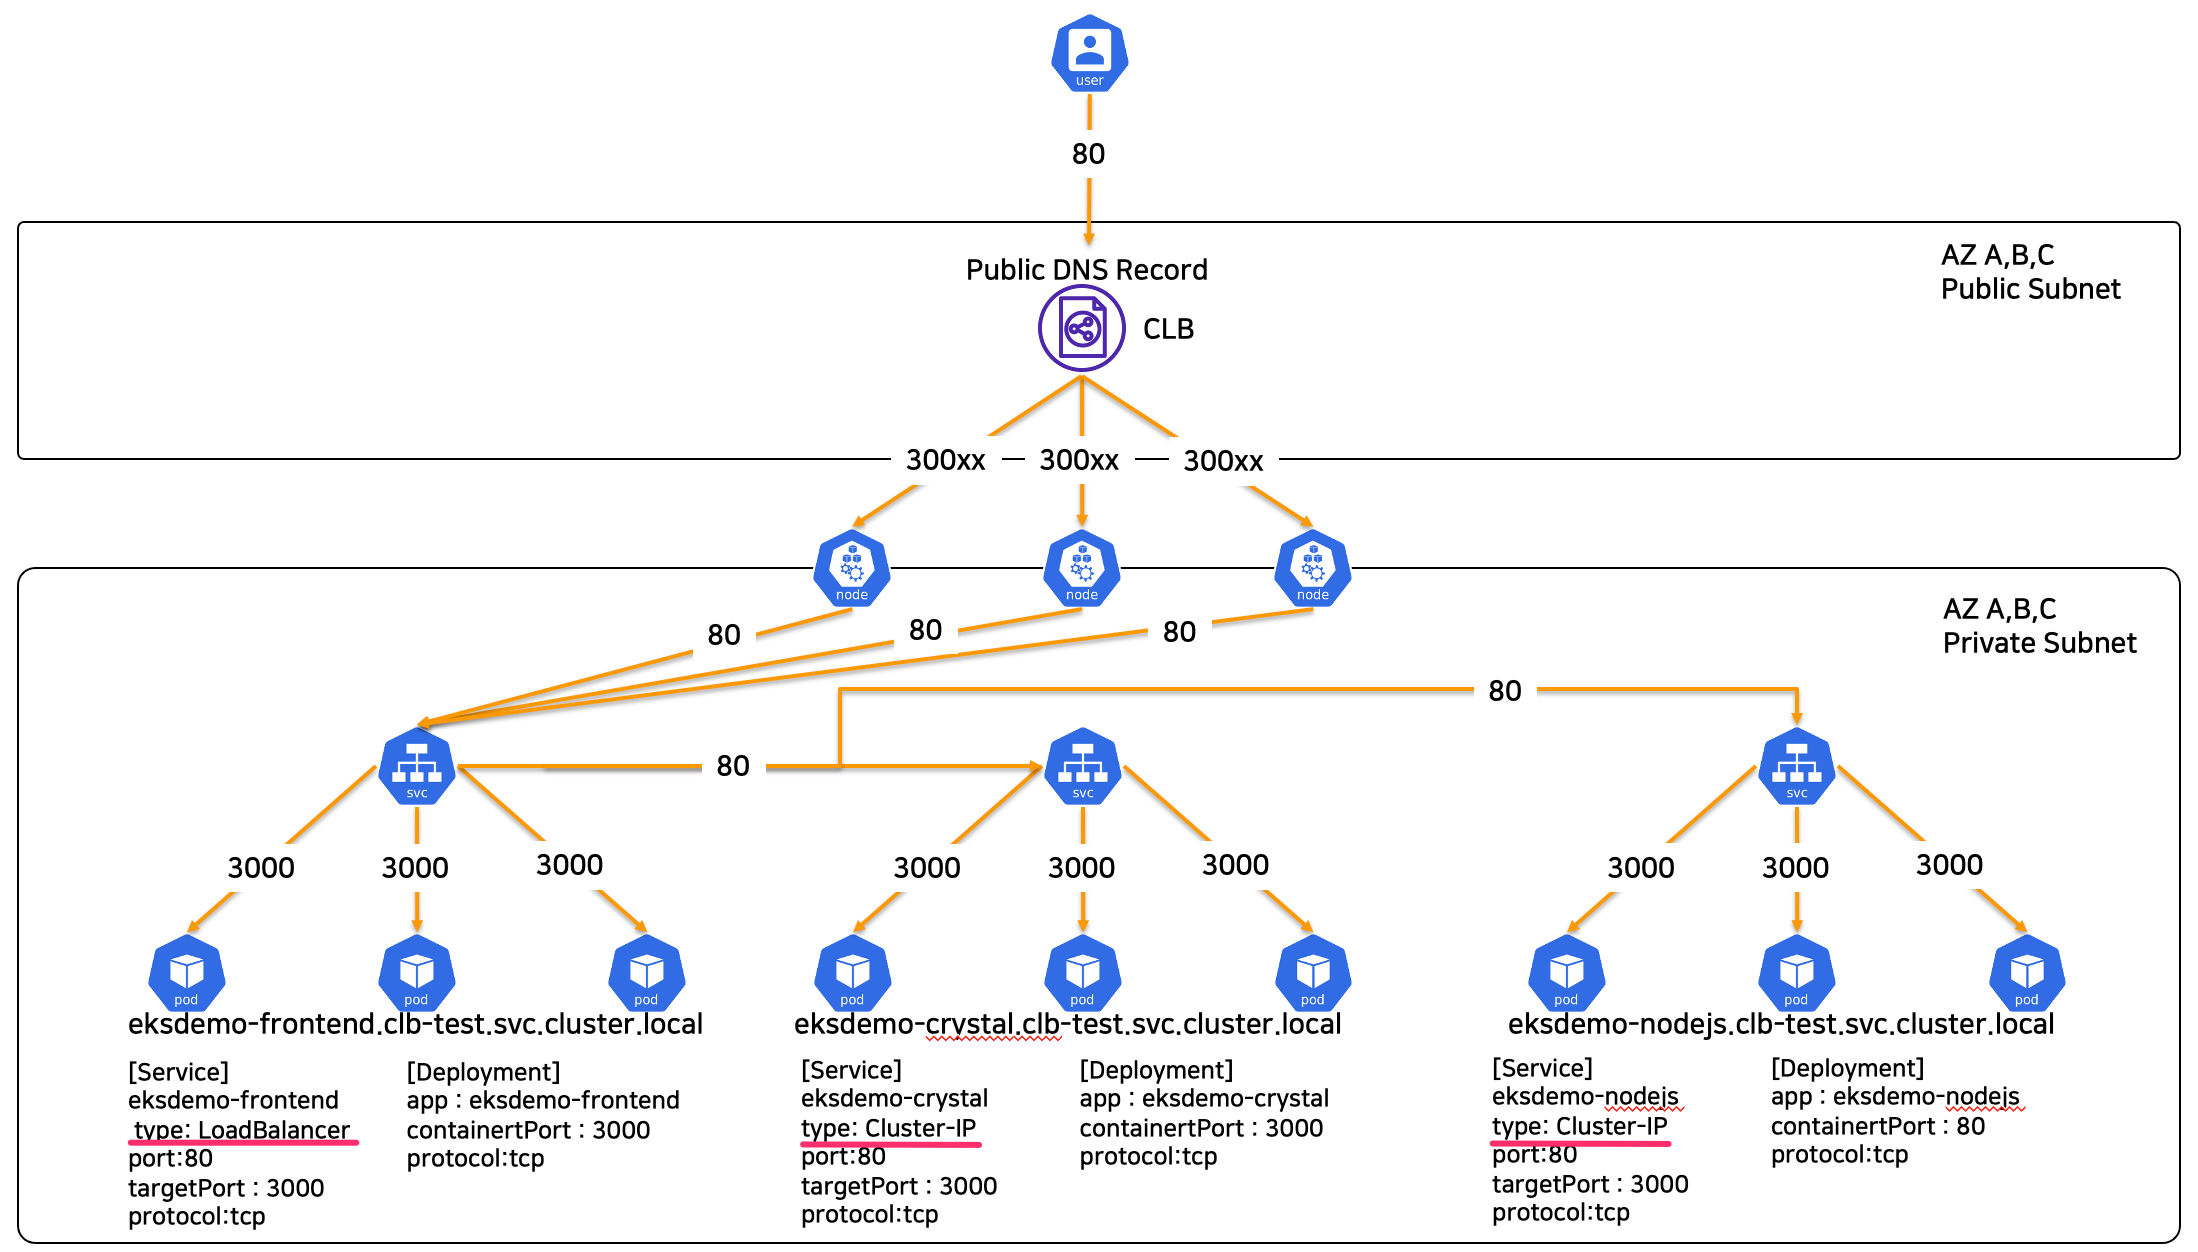 user
80
Public DNS Record
AZ A,B,C
Public Subnet
CLB
300xx
300xx
300xx
node
node
node
AZ A,B,C
Private Subnet
80
80
80
80
80
svc
svc
svc
3000
3000
3000
3000
3000
3000
3000
3000
3000
pod
pod
pod
pod
pod
pod
pod
pod
pod
eksdemo-frontend.clb-test.svc.cluster.local
eksdemo-crystal.clb-test.svc.cluster.local
eksdemo-nodejs.clb-test.svc.cluster.local
[Service]
eksdemo-frontend
type: LoadBalancer
port:80
targetPort : 3000
protocol:tcp
[Deployment]
app : eksdemo-frontend
containertPort : 3000
protocol:tcp
[Service]
eksdemo-crystal
type: Cluster-IP
port:80
targetPort : 3000
protocol:tcp
[Deployment]
app : eksdemo-crystal
containertPort : 3000
protocol:tcp
[Service]
eksdemo-nodejs
type: Cluster-IP
port:80
targetPort : 3000
protocol:tcp
[Deployment]
app : eksdemo-nodejs
containertPort : 80
protocol:tcp